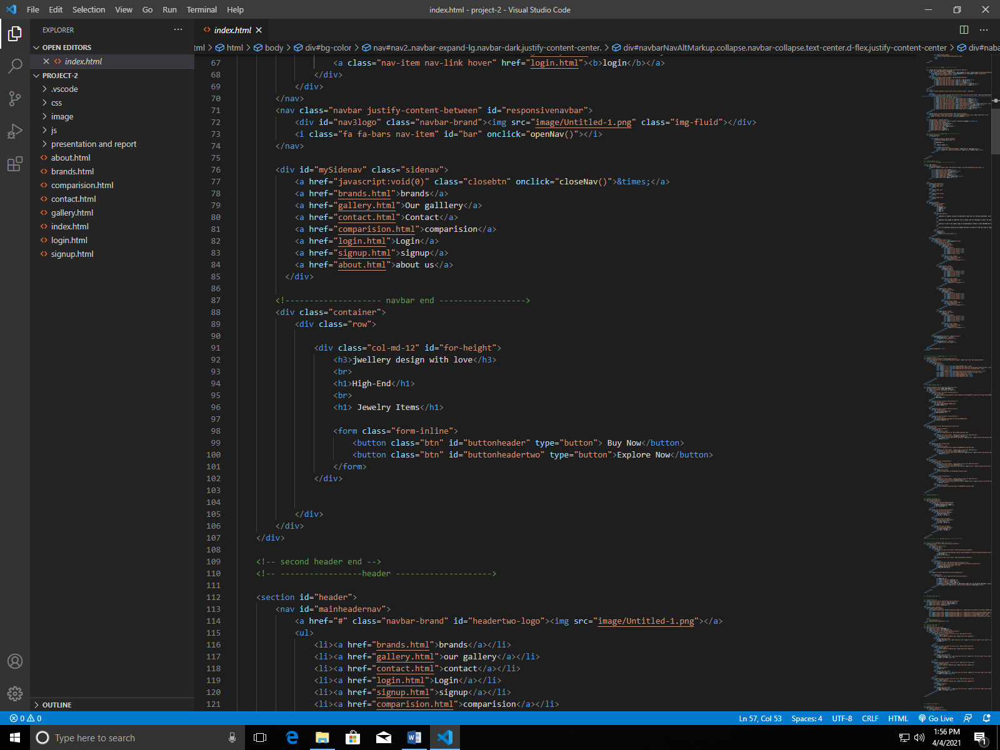 File Edit Selection View Go Run Terminal Help
index.html - project-2 - Visual Studio Code
EXPLORER
OPEN EDITORS
index.html
PROJECT-2
.vscode
css
image
js
presentation and report
about.html
brands.html
comparision.html
contact.html
gallery.html
index.html
login.html
signup.html
OUTLINE
index.html
tml > html > body > div#bg-color > nav#nav2..navbar-expand-lg.navbar-dark.justify-content-center. > div#navbarNavAltMarkup.collapse.navbar-collapse.text-center.d-flex.justify-content-center > div#naba
67 <a class="nav-item nav-link hover" href="login.html"><b>login</b></a>
68 </div>
69 </div>
70 </nav>
71 <nav class="navbar justify-content-between" id="responsivenavbar">
72 <div id="nav3logo" class="navbar-brand"><img src="image/Untitled-1.png" class="img-fluid"></div>
73 <i class="fa fa-bars nav-item" id="bar" onclick="openNav()"></i>
74 </nav>
75
76 <div id="mySidenav" class="sidenav">
77 <a href="javascript:void(0)" class="closebtn" onclick="closeNav()">&times;</a>
78 <a href="brands.html">brands</a>
79 <a href="gallery.html">Our galllery</a>
80 <a href="contact.html">Contact</a>
81 <a href="comparision.html">comparision</a>
82 <a href="login.html">Login</a>
83 <a href="signup.html">signup</a>
84 <a href="about.html">about us</a>
85 </div>
86
87 <!-------------------- navbar end ------------------>
88 <div class="container">
89 <div class="row">
90
91 <div class="col-md-12" id="for-height">
92 <h3>jwellery design with love</h3>
93 <br>
94 <h1>High-End</h1>
95 <br>
96 <h1> Jewelry Items</h1>
97
98 <form class="form-inline">
99 <button class="btn" id="buttonheader" type="button"> Buy Now</button>
100 <button class="btn" id="buttonheadertwo" type="button">Explore Now</button>
101 </form>
102 </div>
103
104
105 </div>
106 </div>
107 </div>
108
109 <!-- second header end -->
110 <!-- -----------------header -------------------->
111
112 <section id="header">
113 <nav id="mainheadernav">
114 <a href="#" class="navbar-brand" id="headertwo-logo"><img src="image/Untitled-1.png"></a>
115 <ul>
116 <li><a href="brands.html">brands</a></li>
117 <li><a href="gallery.html">our gallery</a></li>
118 <li><a href="contact.html">contact</a></li>
119 <li><a href="login.html">Login</a></li>
120 <li><a href="signup.html">signup</a></li>
121 <li><a href="comparision.html">comparision</a></li>
0 0
Ln 57, Col 53 Spaces: 4 UTF-8 CRLF HTML Go Live
Type here to search
1:56 PM
4/4/2021
1